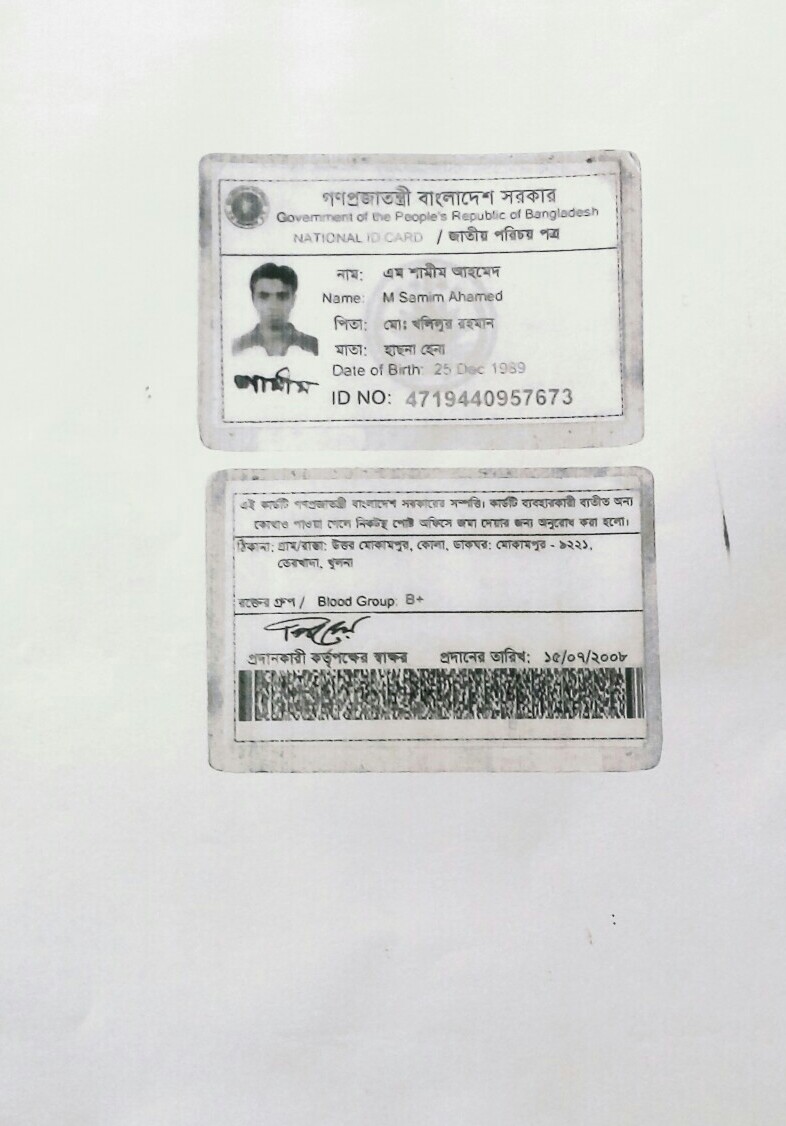 গণপ্রজাতন্ত্রী বাংলাদেশ সরকার
Government of the People's Republic of Bangladesh
NATIONAL ID CARD / জাতীয় পরিচয় পত্র
নাম: এম শামীম আহমেদ
Name: M Samim Ahamed
পিতা: মোঃ খলিলুর রহমান
মাতা: হাছনা হেনা
Date of Birth: 25 Dec 1989
শামীম
ID NO: 4719440957673
এই কার্ডটি গণপ্রজাতন্ত্রী বাংলাদেশ সরকারের সম্পত্তি। কার্ডটি ব্যবহারকারী ব্যতীত অন্য
কোথাও পাওয়া গেলে নিকটস্থ পোষ্ট অফিসে জমা দেয়ার জন্য অনুরোধ করা হলো।
ঠিকানা: গ্রাম/রাস্তা: উত্তর মোকামপুর, কোলা, ডাকঘর: মোকামপুর - ৯২২১,
তেরখাদা, খুলনা
রক্তের গ্রুপ / Blood Group: B+
প্রদানকারী কর্তৃপক্ষের স্বাক্ষর প্রদানের তারিখ: ১৫/০৭/২০০৮